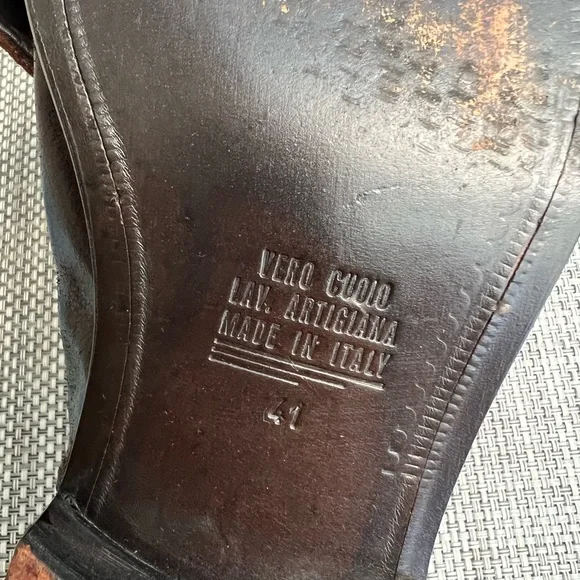 VERO CUOIO
LAV. ARTIGIANA
MADE IN ITALY
41